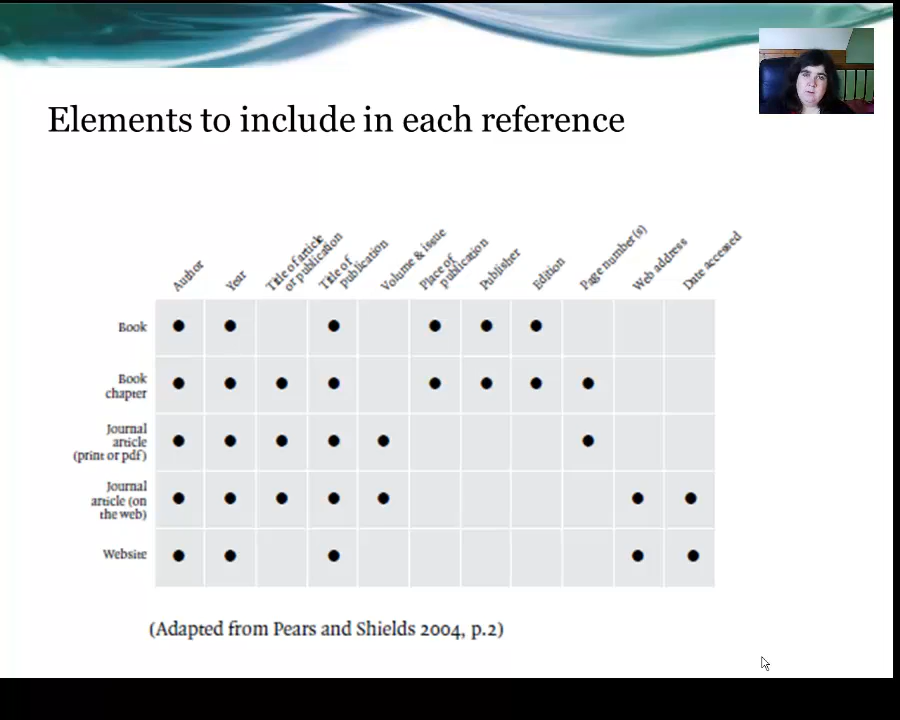 Elements to include in each reference
Author
Year
Title of article
or publication
Title of
publication
Volume & issue
Place of
publication
Publisher
Edition
Page number(s)
Web address
Date accessed
Book
Book
chapter
Journal
article
(print or pdf)
Journal
article (on
the web)
Website
(Adapted from Pears and Shields 2004, p.2)